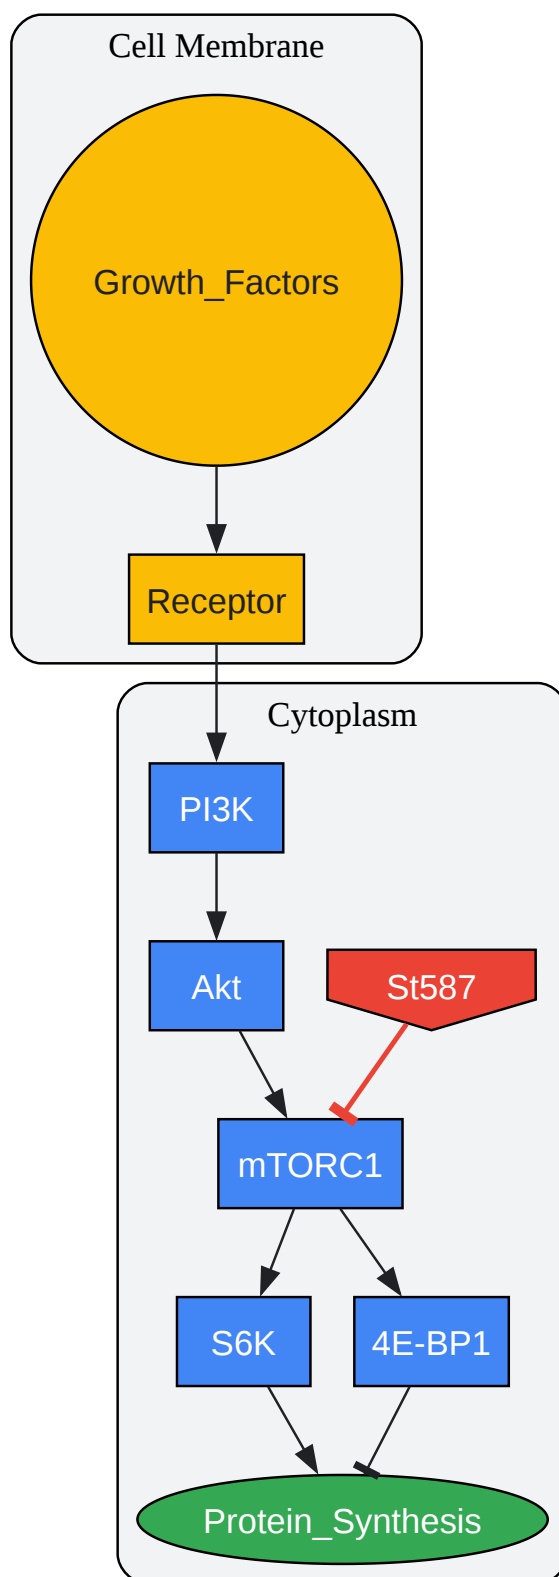 Cell Membrane
Growth_Factors
Receptor
Cytoplasm
PI3K
Akt
St587
mTORC1
S6K
4E-BP1
Protein_Synthesis